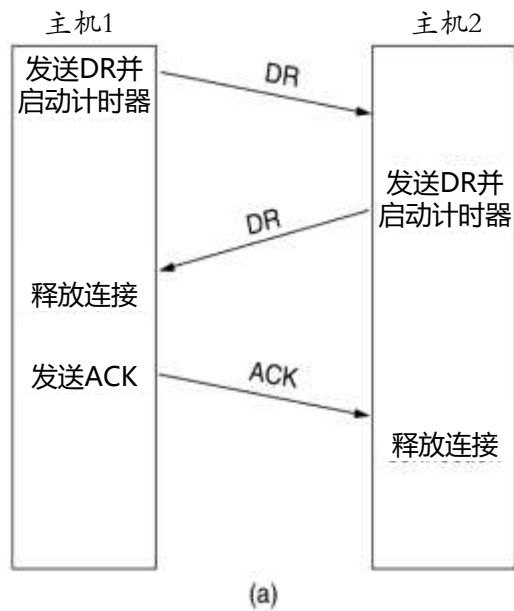 主机1
主机2
发送DR并
启动计时器
DR
发送DR并
启动计时器
DR
释放连接
发送ACK
ACK
释放连接
(a)